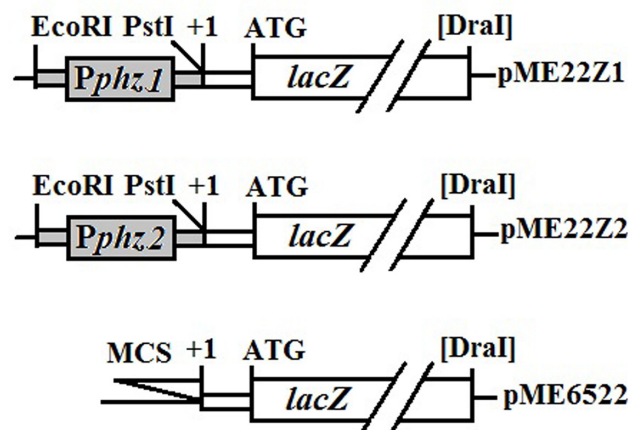 EcoRI PstI +1 ATG [DraI]
Pphz1 lacZ pME22Z1
EcoRI PstI +1 ATG [DraI]
Pphz2 lacZ pME22Z2
MCS +1 ATG [DraI]
lacZ pME6522